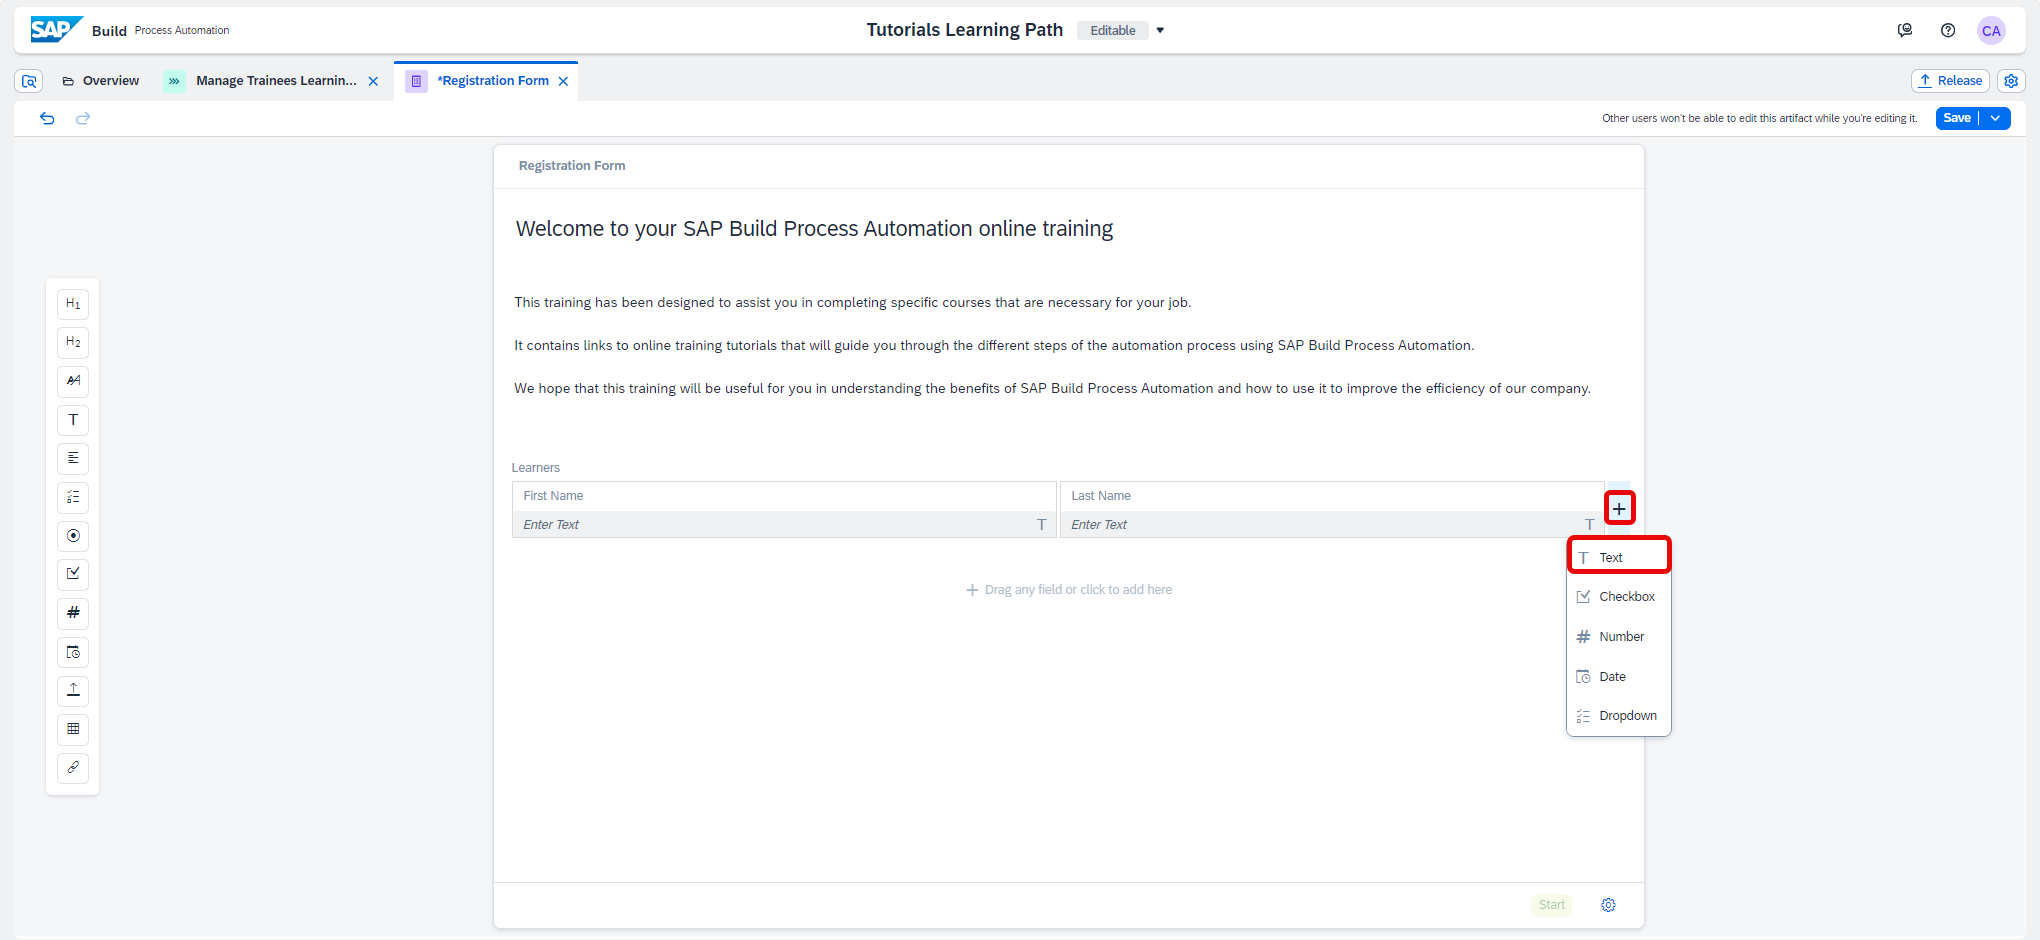 SAP Build Process Automation
Tutorials Learning Path Editable
CA
Overview
Manage Trainees Learnin...
*Registration Form
Release
Other users won't be able to edit this artifact while you're editing it.
Save
Registration Form
Welcome to your SAP Build Process Automation online training
This training has been designed to assist you in completing specific courses that are necessary for your job.
It contains links to online training tutorials that will guide you through the different steps of the automation process using SAP Build Process Automation.
We hope that this training will be useful for you in understanding the benefits of SAP Build Process Automation and how to use it to improve the efficiency of our company.
H1
H2
AA
T
#
Learners
First Name Last Name
Enter Text T Enter Text T
Drag any field or click to add here
T Text
Checkbox
# Number
Date
Dropdown
Start